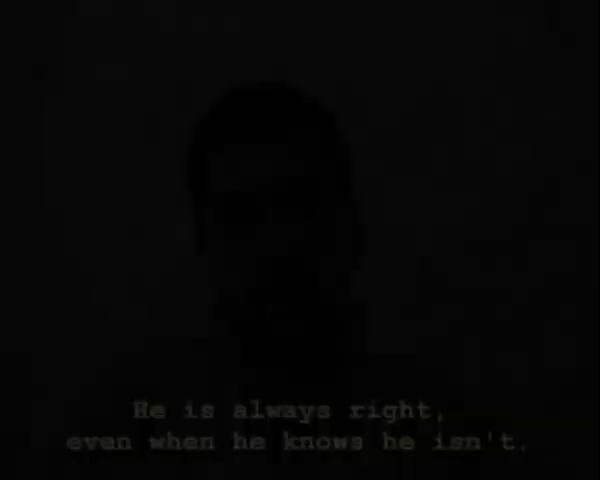 He is always right,
even when he knows he isn't.